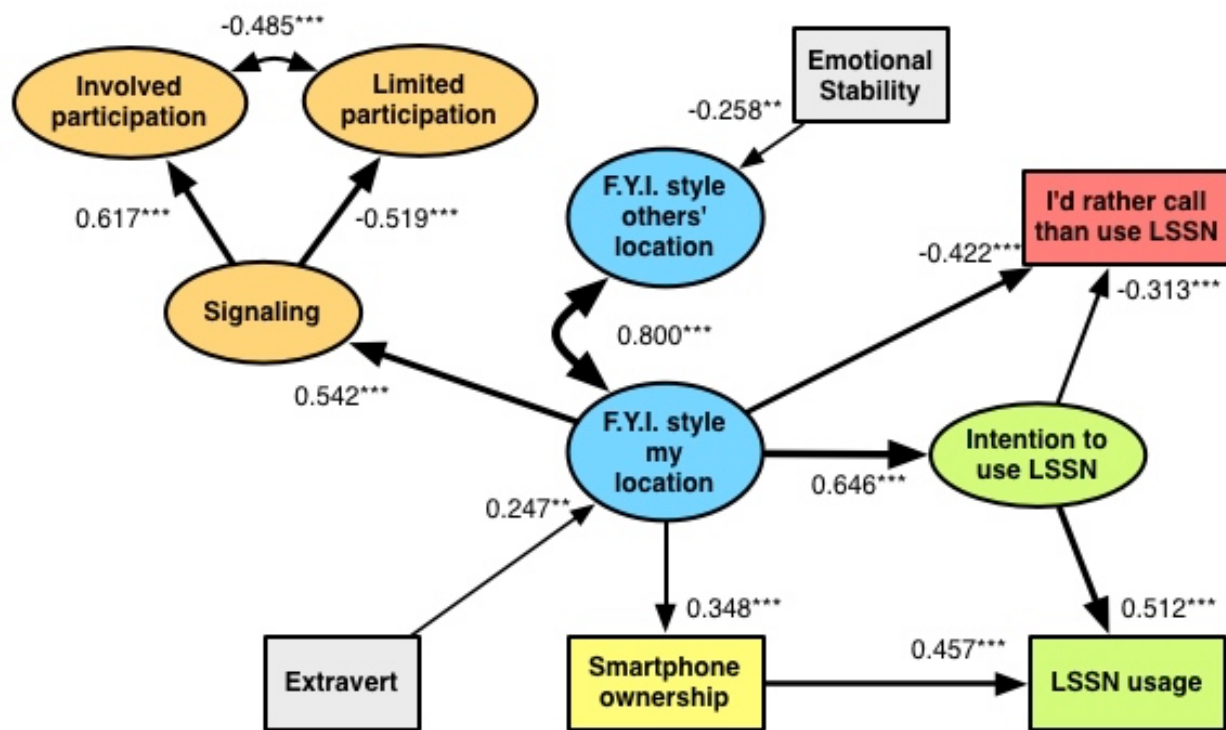 -0.485***
Involved
participation
Limited
participation
Emotional
Stability
-0.258**
0.617***
-0.519***
F.Y.I. style
others'
location
I'd rather call
than use LSSN
-0.422***
-0.313***
Signaling
0.800***
0.542***
F.Y.I. style
my
location
Intention to
use LSSN
0.646***
0.247**
0.348***
0.512***
Extravert
Smartphone
ownership
0.457***
LSSN usage